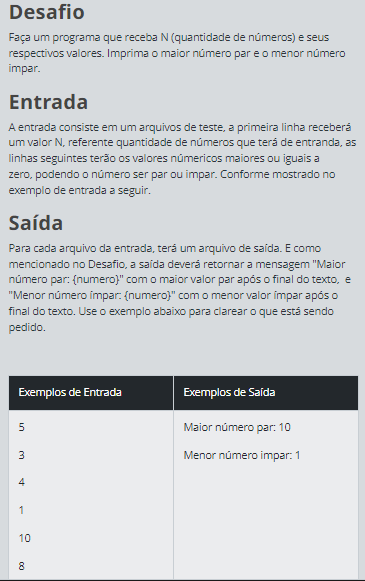 Desafio
Faça um programa que receba N (quantidade de números) e seus
respectivos valores. Imprima o maior número par e o menor número
impar.
Entrada
A entrada consiste em um arquivos de teste, a primeira linha receberá
um valor N, referente quantidade de números que terá de entranda, as
linhas seguintes terão os valores númericos maiores ou iguais a
zero, podendo o número ser par ou impar. Conforme mostrado no
exemplo de entrada a seguir.
Saída
Para cada arquivo da entrada, terá um arquivo de saída. E como
mencionado no Desafio, a saída deverá retornar a mensagem "Maior
número par: {numero}" com o maior valor par após o final do texto, e
"Menor número ímpar: {numero}" com o menor valor ímpar após o
final do texto. Use o exemplo abaixo para clarear o que está sendo
pedido.
Exemplos de Entrada Exemplos de Saída
5 Maior número par: 10
3 Menor número impar: 1
4
1
10
8